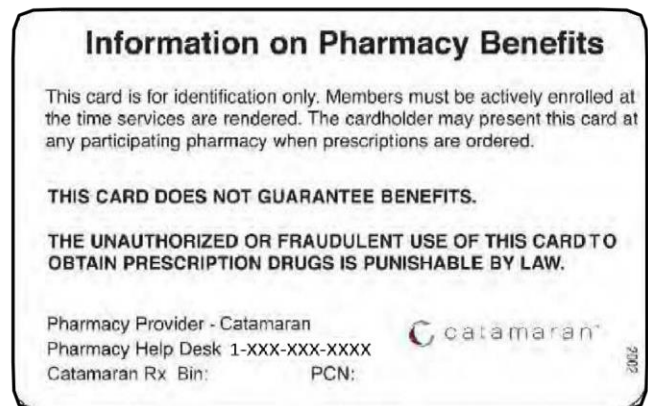 Information on Pharmacy Benefits
This card is for identification only. Members must be actively enrolled at
the time services are rendered. The cardholder may present this card at
any participating pharmacy when prescriptions are ordered.
THIS CARD DOES NOT GUARANTEE BENEFITS.
THE UNAUTHORIZED OR FRAUDULENT USE OF THIS CARD TO
OBTAIN PRESCRIPTION DRUGS IS PUNISHABLE BY LAW.
Pharmacy Provider - Catamaran
catamaran
Pharmacy Help Desk 1-XXX-XXX-XXXX
Catamaran Rx Bin: PCN:
2002